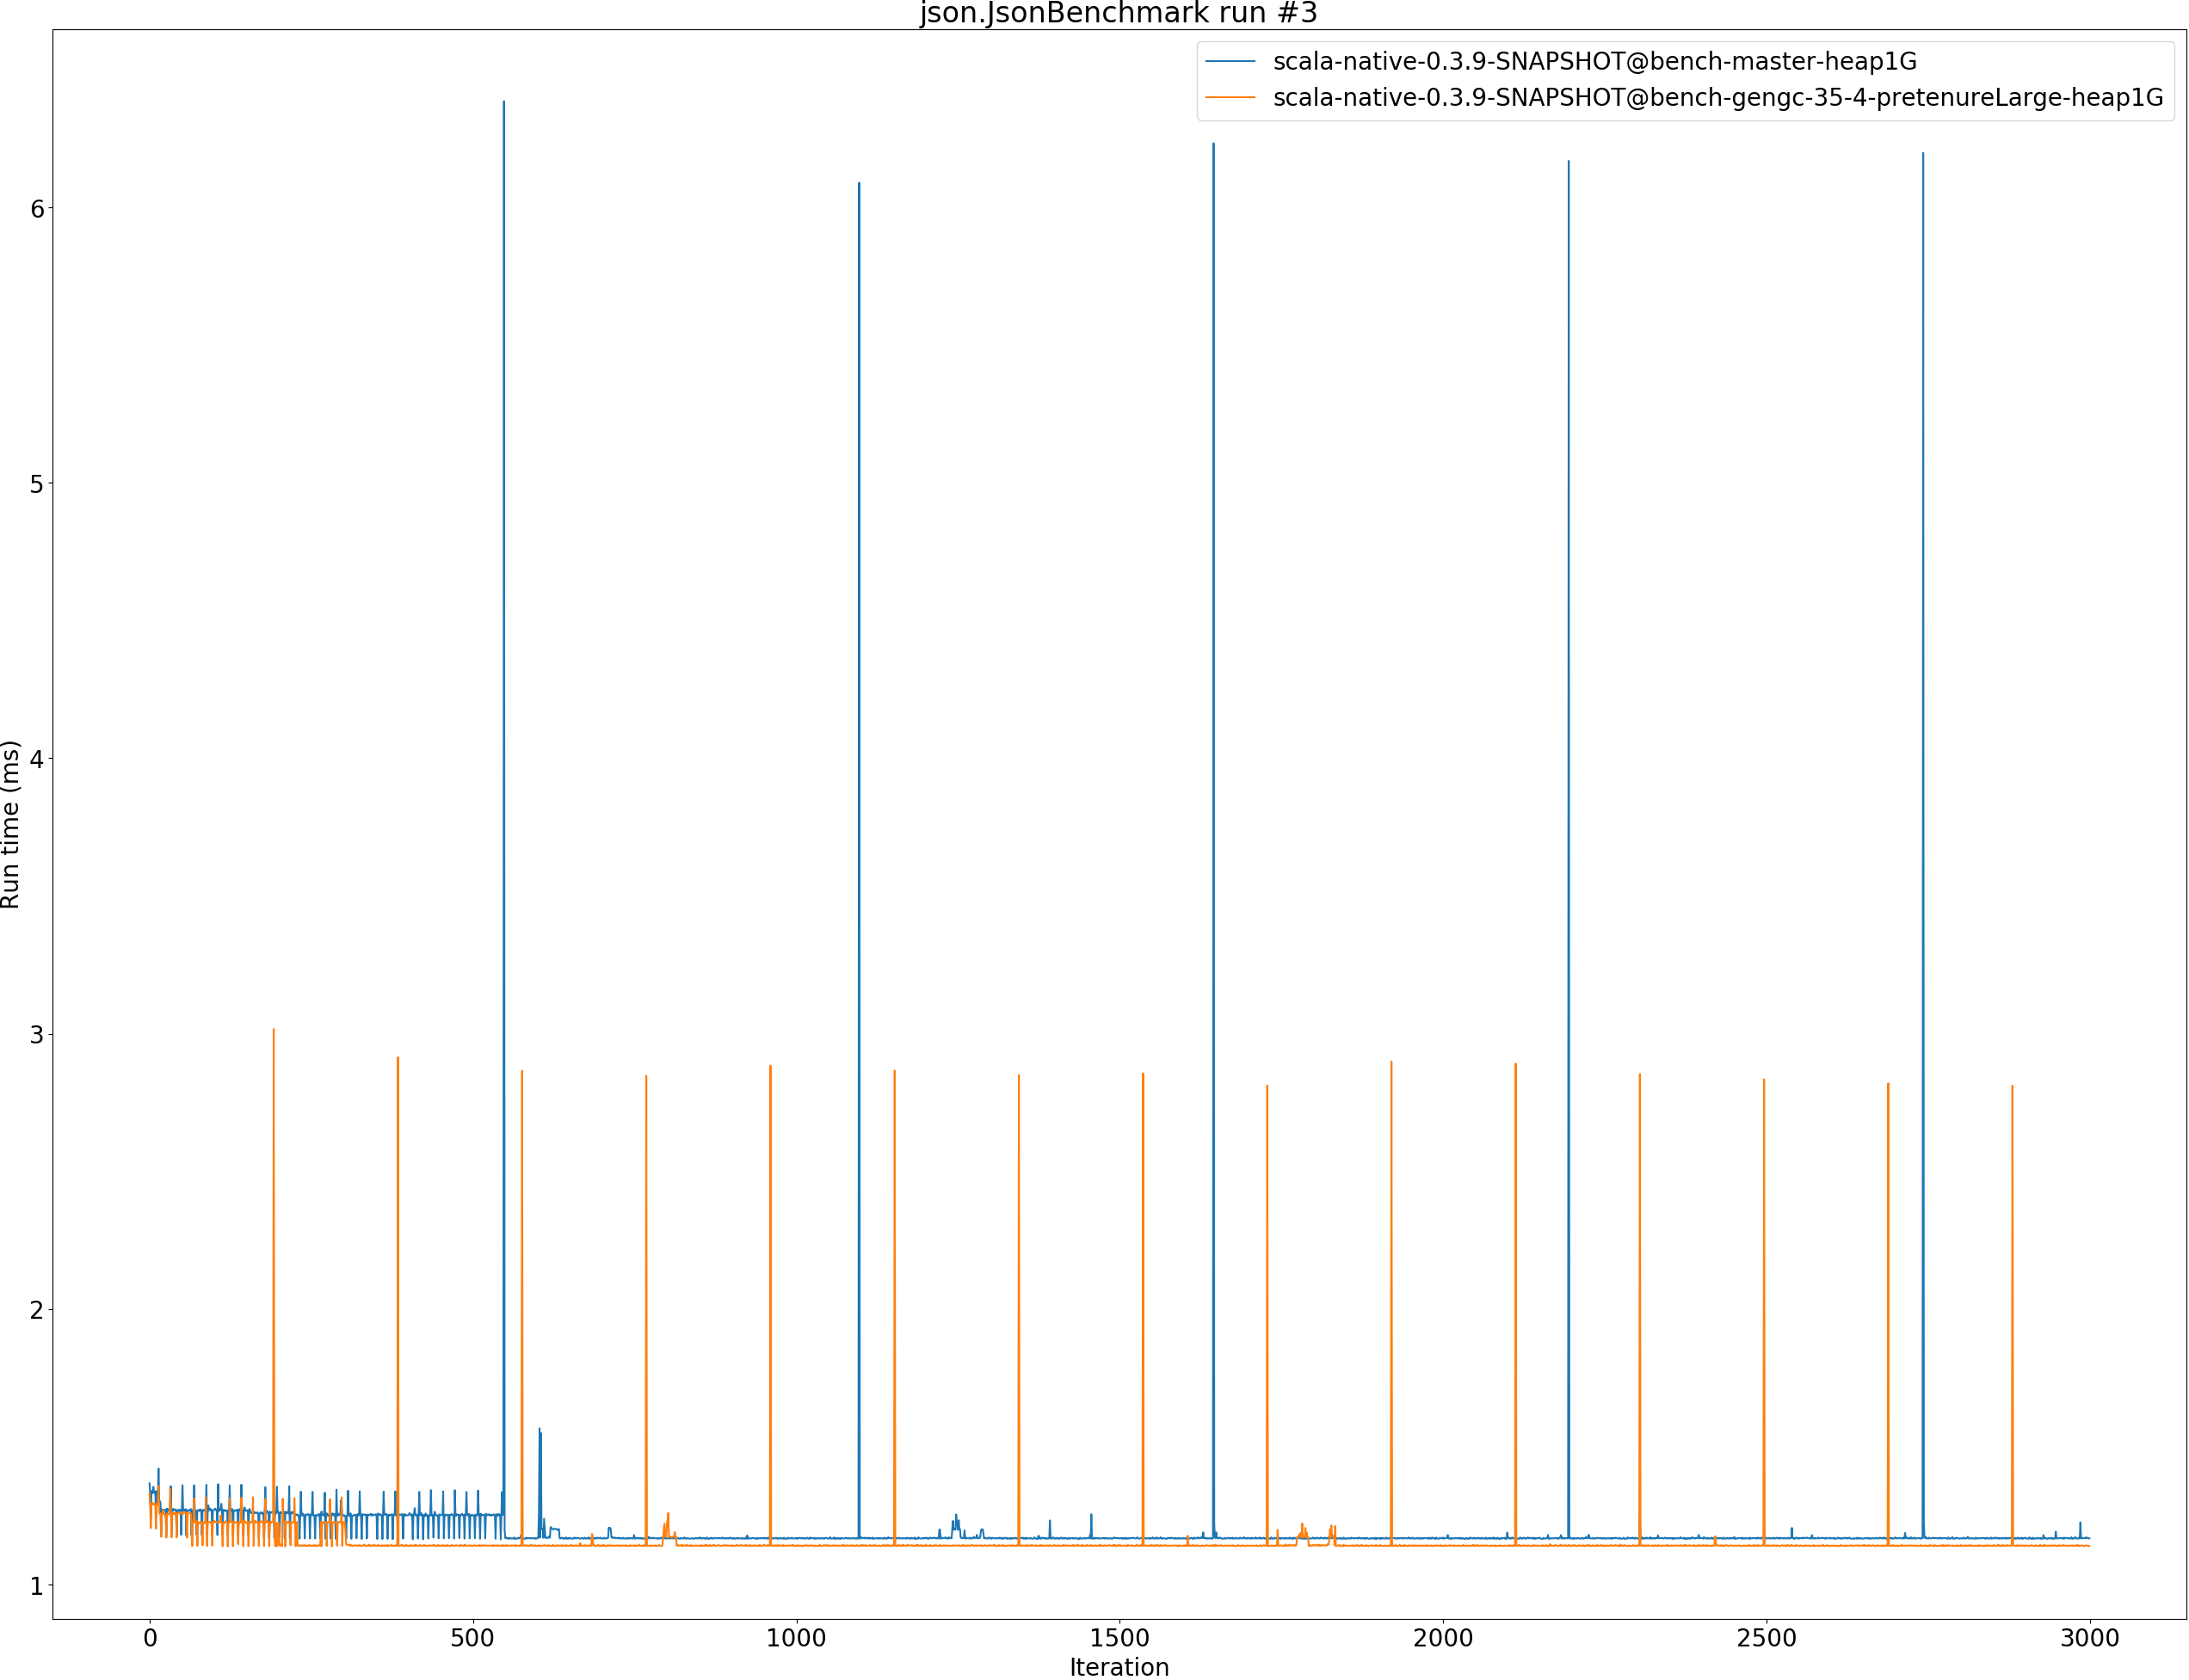 json.JsonBenchmark run #3
scala-native-0.3.9-SNAPSHOT@bench-master-heap1G
scala-native-0.3.9-SNAPSHOT@bench-gengc-35-4-pretenureLarge-heap1G
Run time (ms)
6
5
4
3
2
1
0 500 1000 1500 2000 2500 3000
Iteration